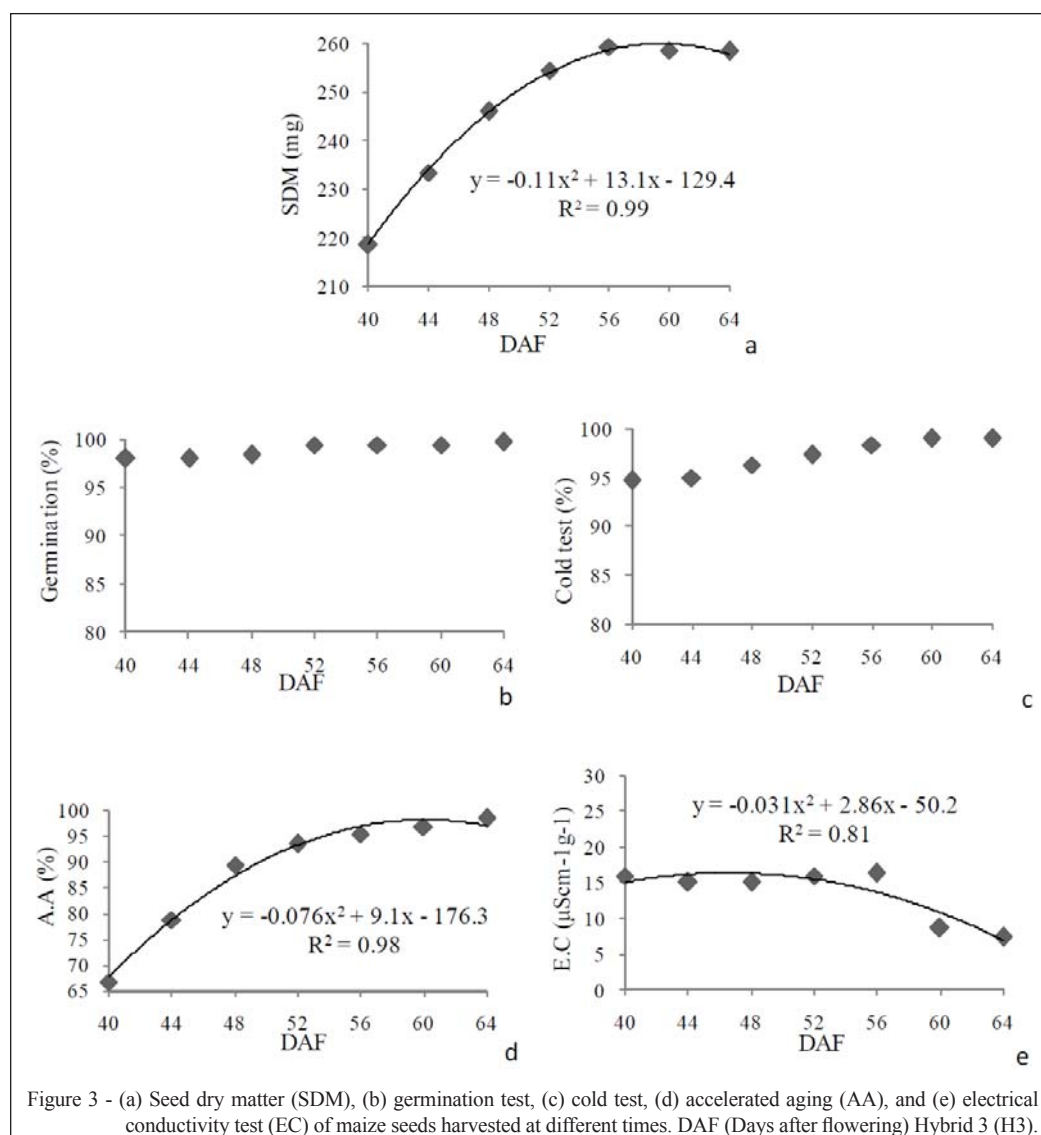 260
250
240
230
220
210
SDM (mg)
y = -0.11x² + 13.1x - 129.4
R² = 0.99
40 44 48 52 56 60 64
DAF
a
100
95
90
85
80
Germination (%)
40 44 48 52 56 60 64
DAF
b
100
95
90
85
80
Cold test (%)
40 44 48 52 56 60 64
DAF
c
100
95
90
85
80
75
70
65
A.A (%)
y = -0.076x² + 9.1x - 176.3
R² = 0.98
40 44 48 52 56 60 64
DAF
d
30
25
20
15
10
5
0
E.C (µScm-1g-1)
y = -0.031x² + 2.86x - 50.2
R² = 0.81
40 44 48 52 56 60 64
DAF
e
Figure 3 - (a) Seed dry matter (SDM), (b) germination test, (c) cold test, (d) accelerated aging (AA), and (e) electrical
conductivity test (EC) of maize seeds harvested at different times. DAF (Days after flowering) Hybrid 3 (H3).